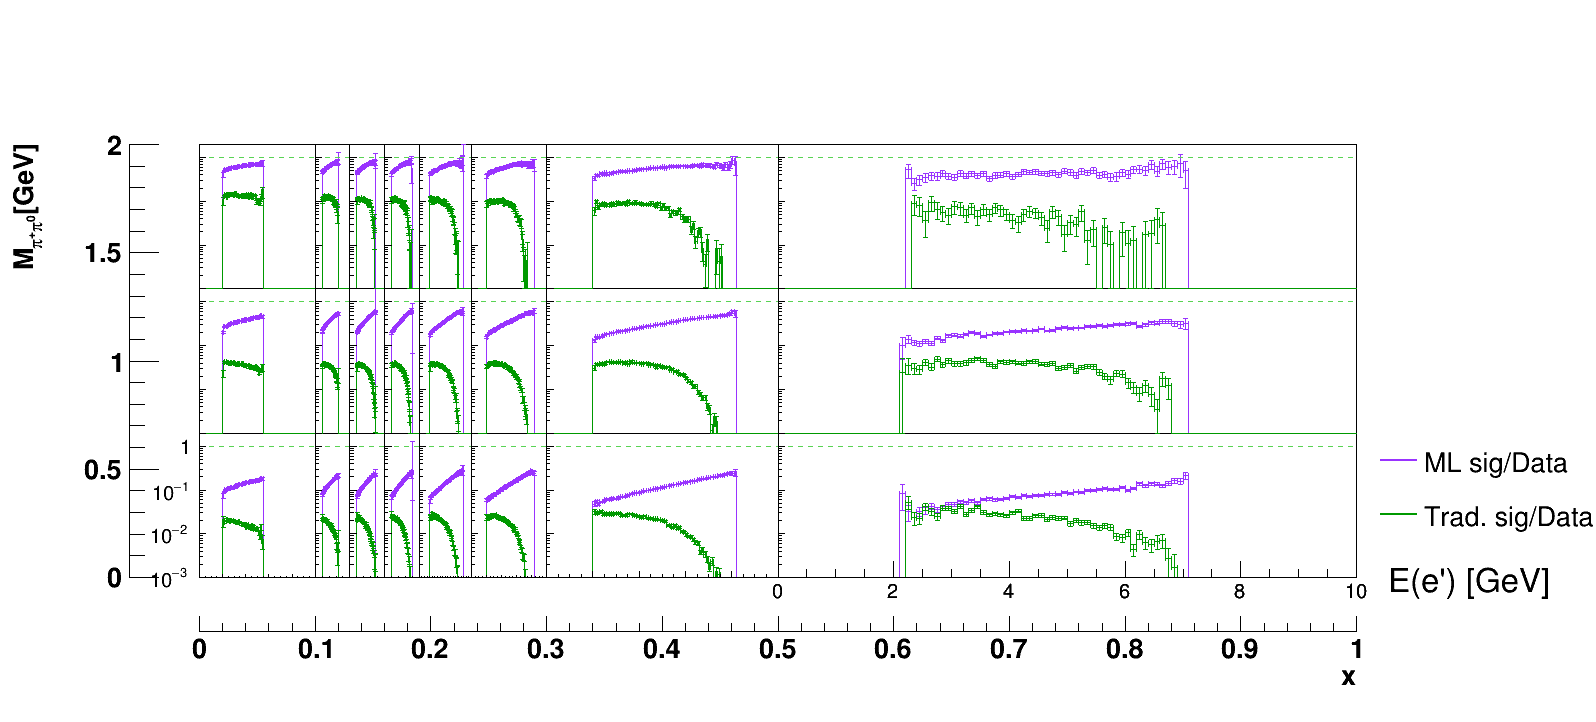 M π⁺π⁰ [GeV]
2
1.5
1
0.5
0
1
10⁻¹
10⁻²
10⁻³
ML sig/Data
Trad. sig/Data
0 2 4 6 8 10
E(e') [GeV]
0 0.1 0.2 0.3 0.4 0.5 0.6 0.7 0.8 0.9 1
x